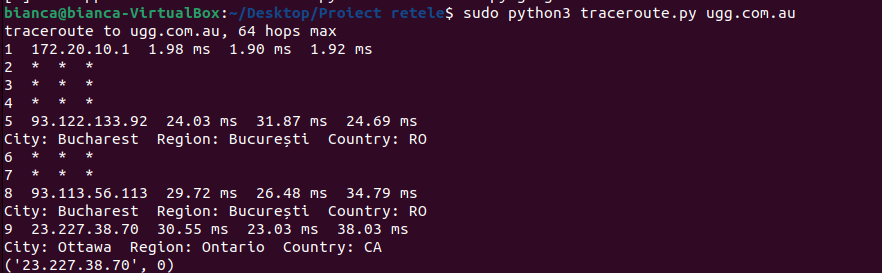 bianca@bianca-VirtualBox:~/Desktop/Proiect retele$ sudo python3 traceroute.py ugg.com.au
traceroute to ugg.com.au, 64 hops max
1  172.20.10.1  1.98 ms  1.90 ms  1.92 ms
2  *  *  *
3  *  *  *
4  *  *  *
5  93.122.133.92  24.03 ms  31.87 ms  24.69 ms
City: Bucharest  Region: București  Country: RO
6  *  *  *
7  *  *  *
8  93.113.56.113  29.72 ms  26.48 ms  34.79 ms
City: Bucharest  Region: București  Country: RO
9  23.227.38.70  30.55 ms  23.03 ms  38.03 ms
City: Ottawa  Region: Ontario  Country: CA
('23.227.38.70', 0)